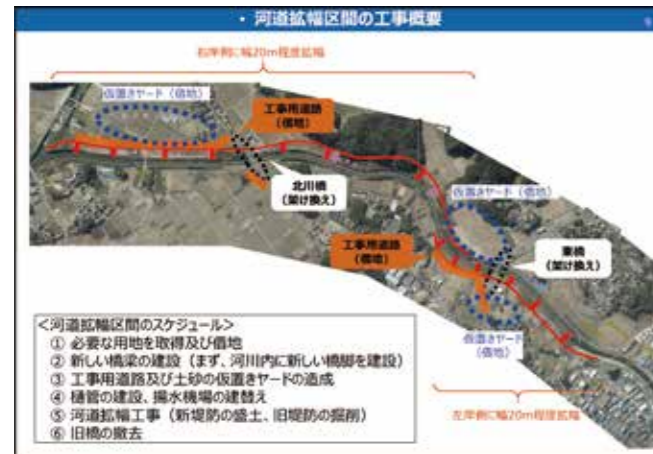 ・ 河道拡幅区間の工事概要
右岸側に幅20m程度拡幅
仮置きヤード（借地）
工事用道路
（借地）
北川橋
（架け換え）
仮置きヤード（借地）
工事用道路
（借地）
東橋
（架け換え）
仮置きヤード
（借地）
左岸側に幅20m程度拡幅
＜河道拡幅区間のスケジュール＞
① 必要な用地を取得及び借地
② 新しい橋梁の建設（まず、河川内に新しい橋脚を建設）
③ 工事用道路及び土砂の仮置きヤードの造成
④ 樋管の建設、揚水機場の建替え
⑤ 河道拡幅工事（新堤防の盛土、旧堤防の掘削）
⑥ 旧橋の撤去